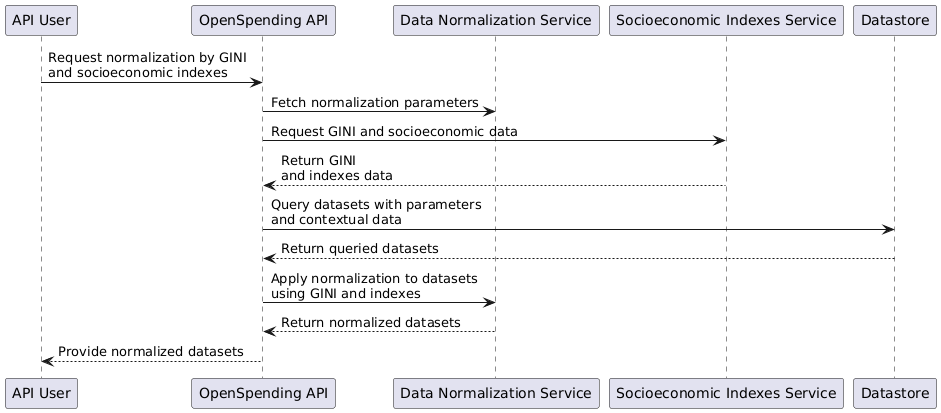 API User
OpenSpending API
Data Normalization Service
Socioeconomic Indexes Service
Datastore
Request normalization by GINI
and socioeconomic indexes
Fetch normalization parameters
Request GINI and socioeconomic data
Return GINI
and indexes data
Query datasets with parameters
and contextual data
Return queried datasets
Apply normalization to datasets
using GINI and indexes
Return normalized datasets
Provide normalized datasets
API User
OpenSpending API
Data Normalization Service
Socioeconomic Indexes Service
Datastore